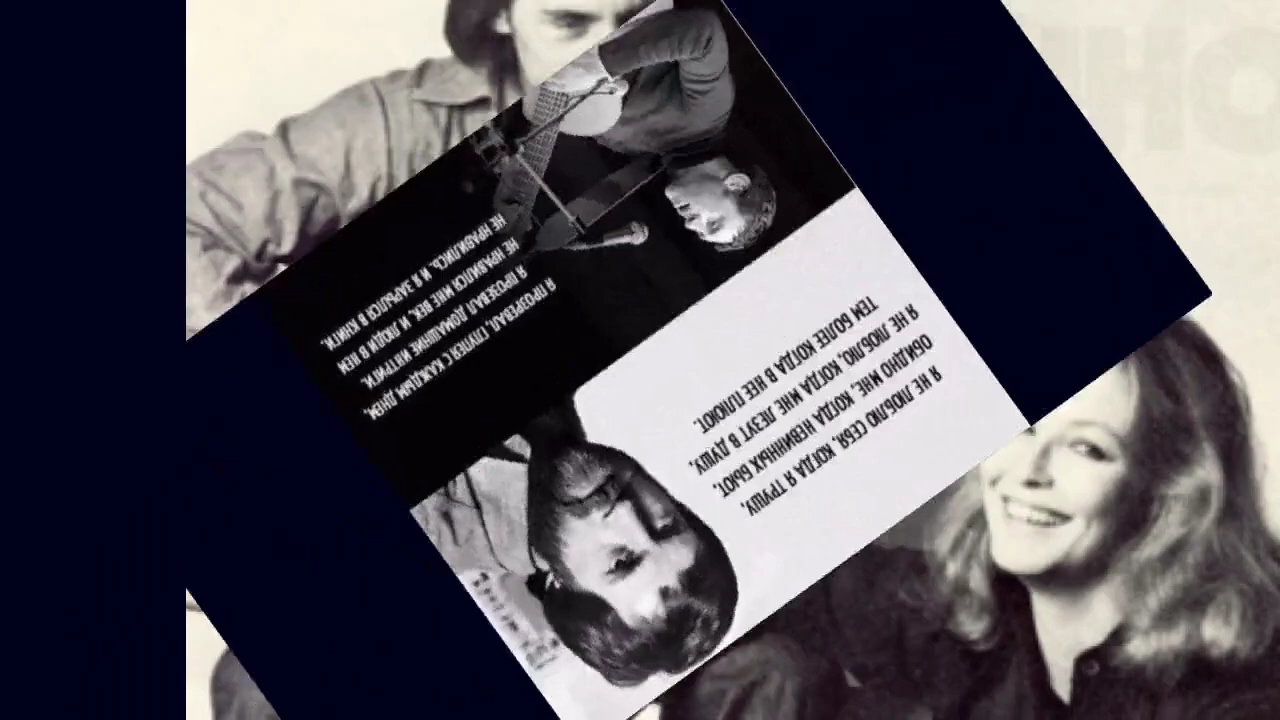 Я НЕ ЛЮБЛЮ СЕБЯ, КОГДА Я ТРУШУ,
ОБИДНО МНЕ, КОГДА НЕВИННЫХ БЬЮТ,
Я НЕ ЛЮБЛЮ, КОГДА МНЕ ЛЕЗУТ В ДУШУ,
ТЕМ БОЛЕЕ КОГДА В НЕЕ ПЛЮЮТ.
Я ПРОЗРЕВАЛ, ГЛУПЕЯ С КАЖДЫМ ДНЕМ,
Я ПРОЗЕВАЛ ДОМАШНИЕ ИНТРИГИ.
НЕ НРАВИЛСЯ МНЕ ВЕК, И ЛЮДИ В НЕМ
НЕ НРАВИЛИСЬ. И Я ЗАРЫЛСЯ В КНИГИ.